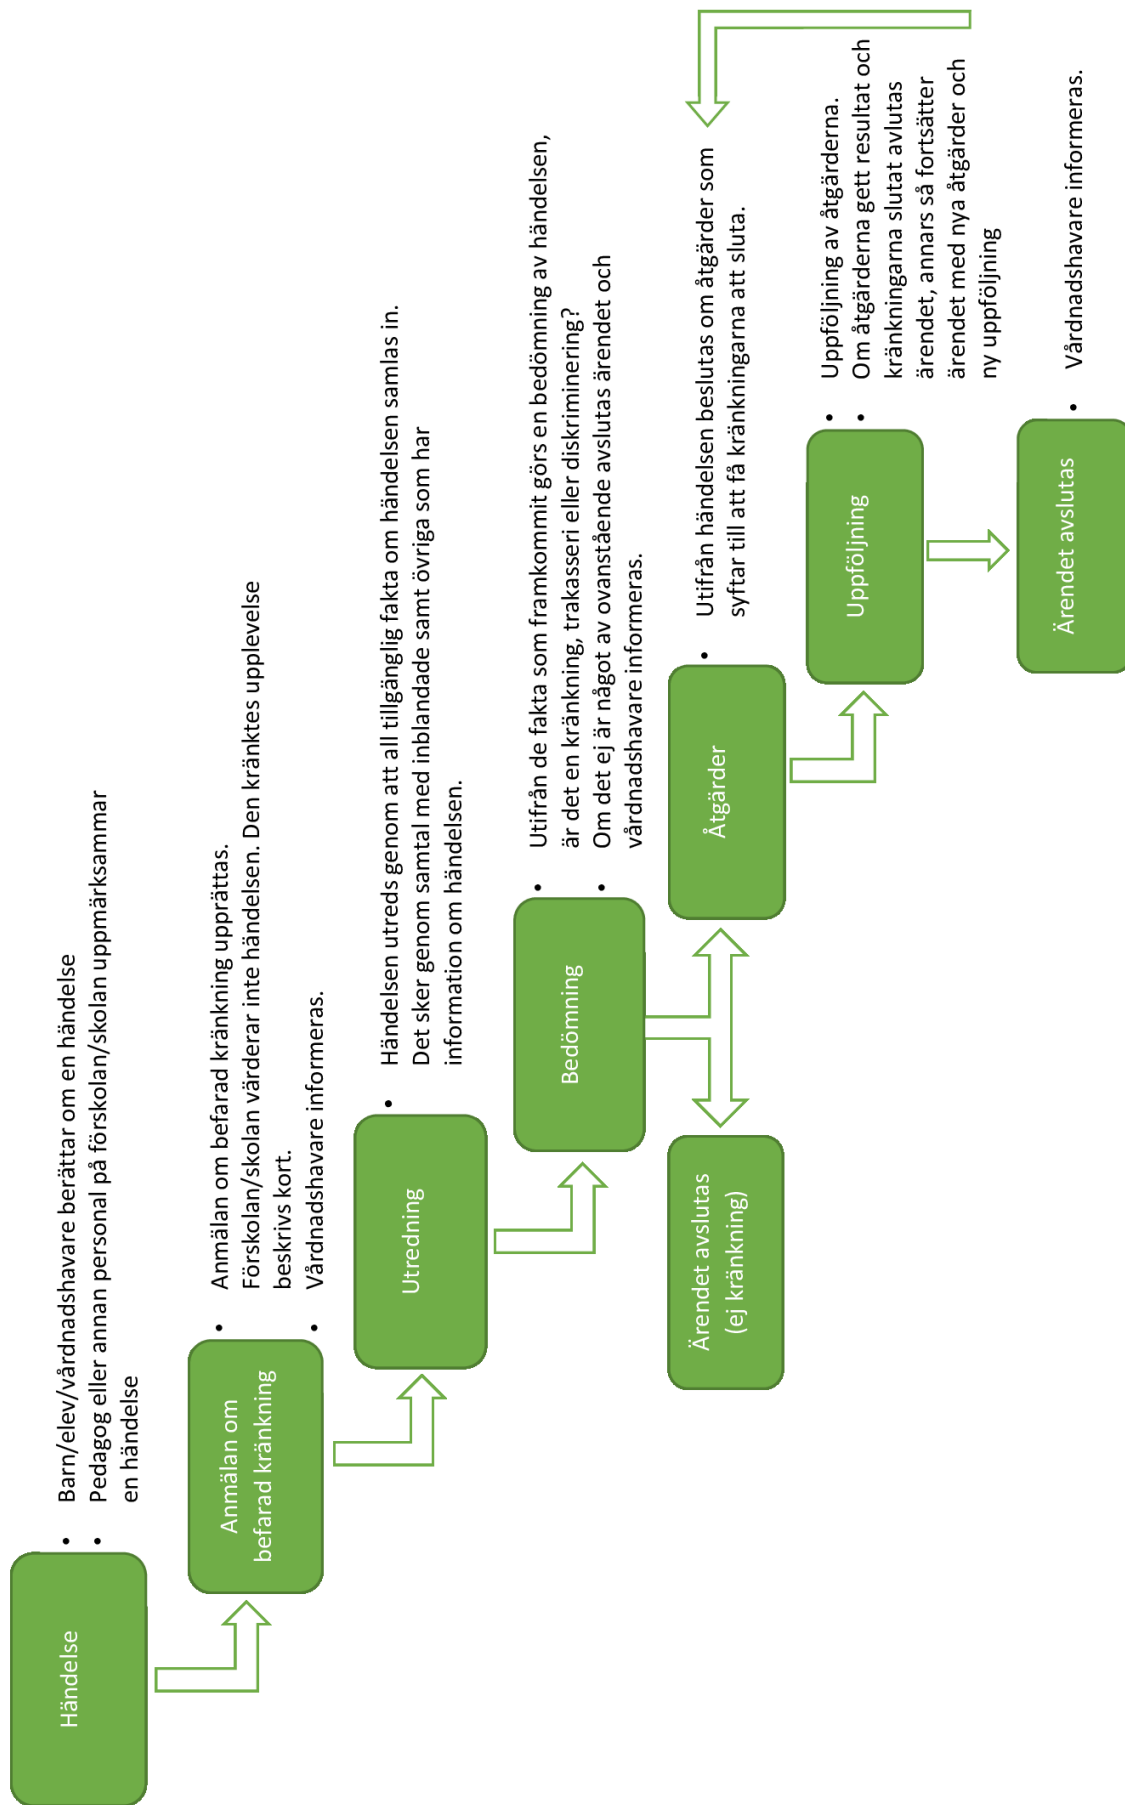 Händelse
• Barn/elev/vårdnadshavare berättar om en händelse
• Pedagog eller annan personal på förskolan/skolan uppmärksammar
en händelse
Anmälan om
befarad kränkning
• Anmälan om befarad kränkning upprättas.
Förskolan/skolan värderar inte händelsen. Den kränktes upplevelse
beskrivs kort.
• Vårdnadshavare informeras.
Utredning
• Händelsen utreds genom att all tillgänglig fakta om händelsen samlas in.
Det sker genom samtal med inblandade samt övriga som har
information om händelsen.
Bedömning
• Utifrån de fakta som framkommit görs en bedömning av händelsen,
är det en kränkning, trakasseri eller diskriminering?
• Om det ej är något av ovanstående avslutas ärendet och
vårdnadshavare informeras.
Ärendet avslutas
(ej kränkning)
Åtgärder
• Utifrån händelsen beslutas om åtgärder som
syftar till att få kränkningarna att sluta.
Uppföljning
• Uppföljning av åtgärderna.
• Om åtgärderna gett resultat och
kränkningarna slutat avlutas
ärendet, annars så fortsätter
ärendet med nya åtgärder och
ny uppföljning
Ärendet avslutas
• Vårdnadshavare informeras.